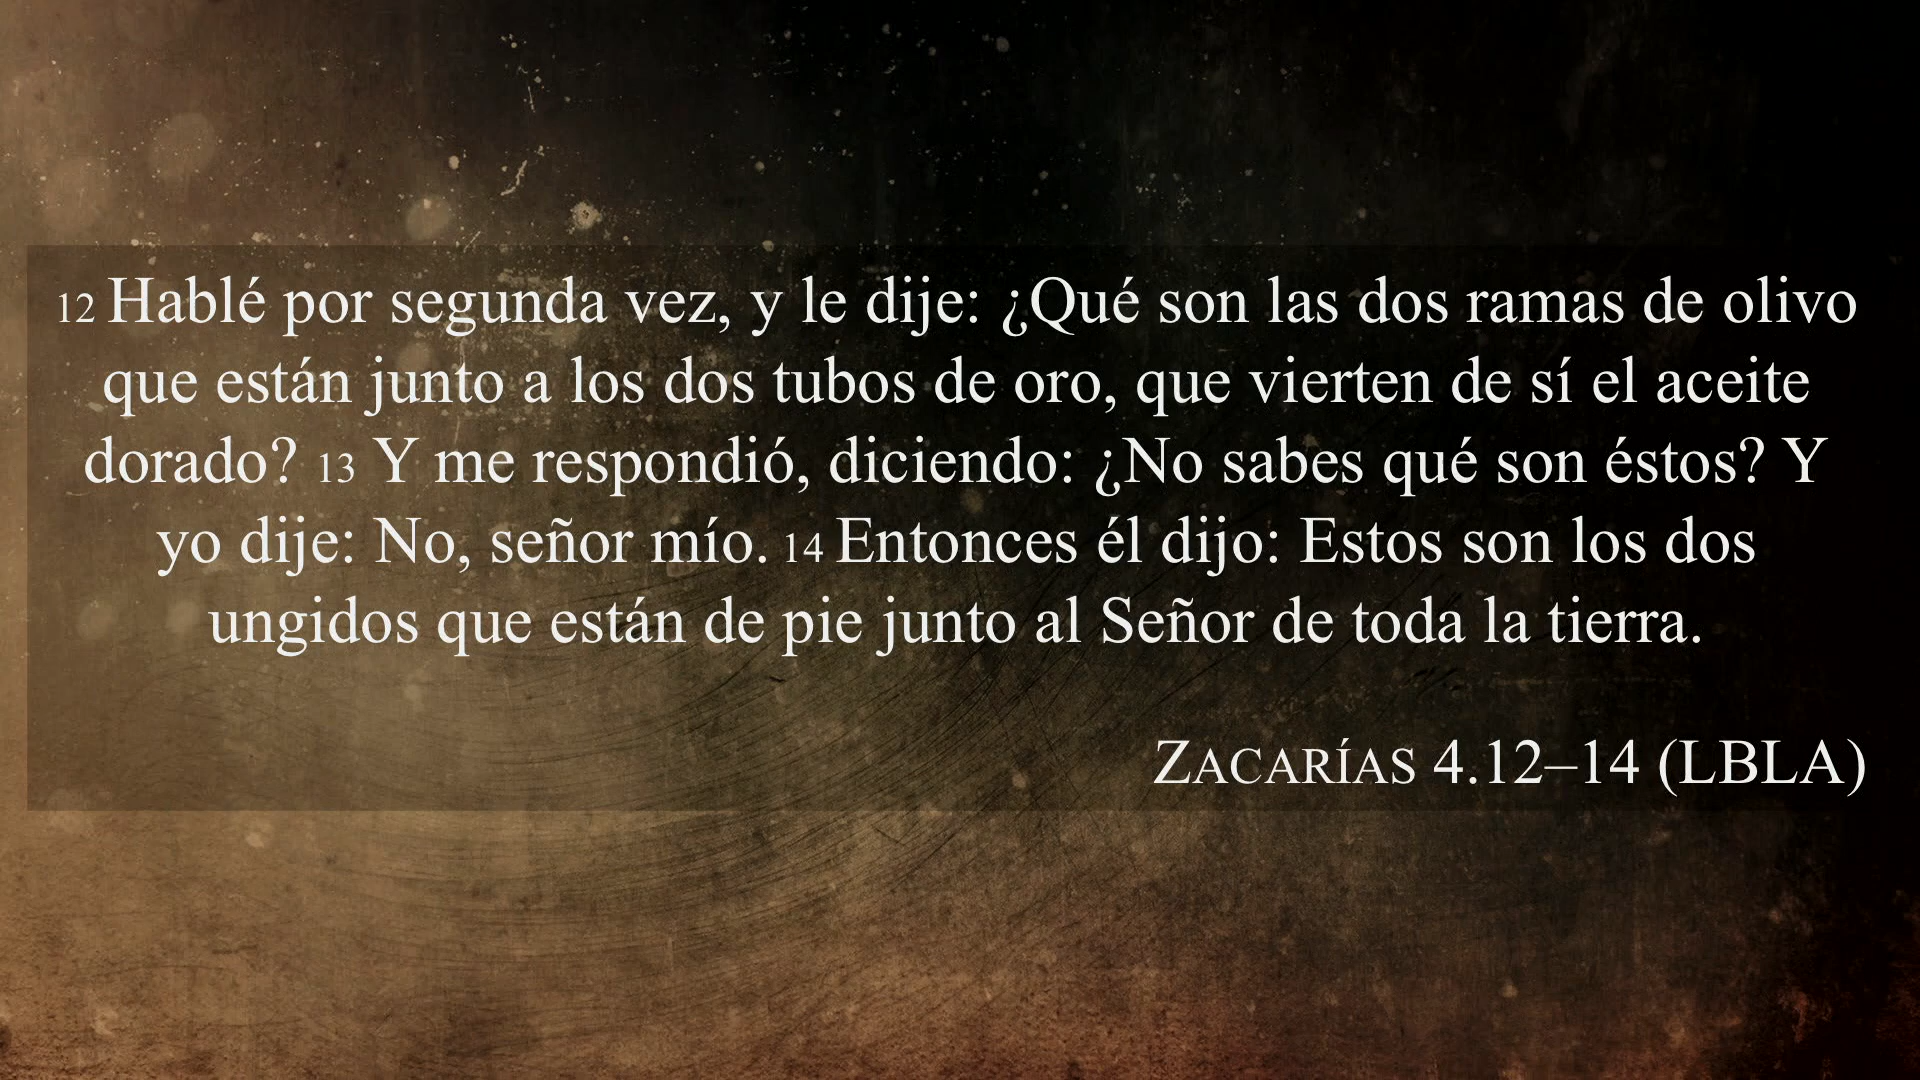 12 Hablé por segunda vez, y le dije: ¿Qué son las dos ramas de olivo
que están junto a los dos tubos de oro, que vierten de sí el aceite
dorado? 13 Y me respondió, diciendo: ¿No sabes qué son éstos? Y
yo dije: No, señor mío. 14 Entonces él dijo: Estos son los dos
ungidos que están de pie junto al Señor de toda la tierra.
ZACARÍAS 4.12–14 (LBLA)